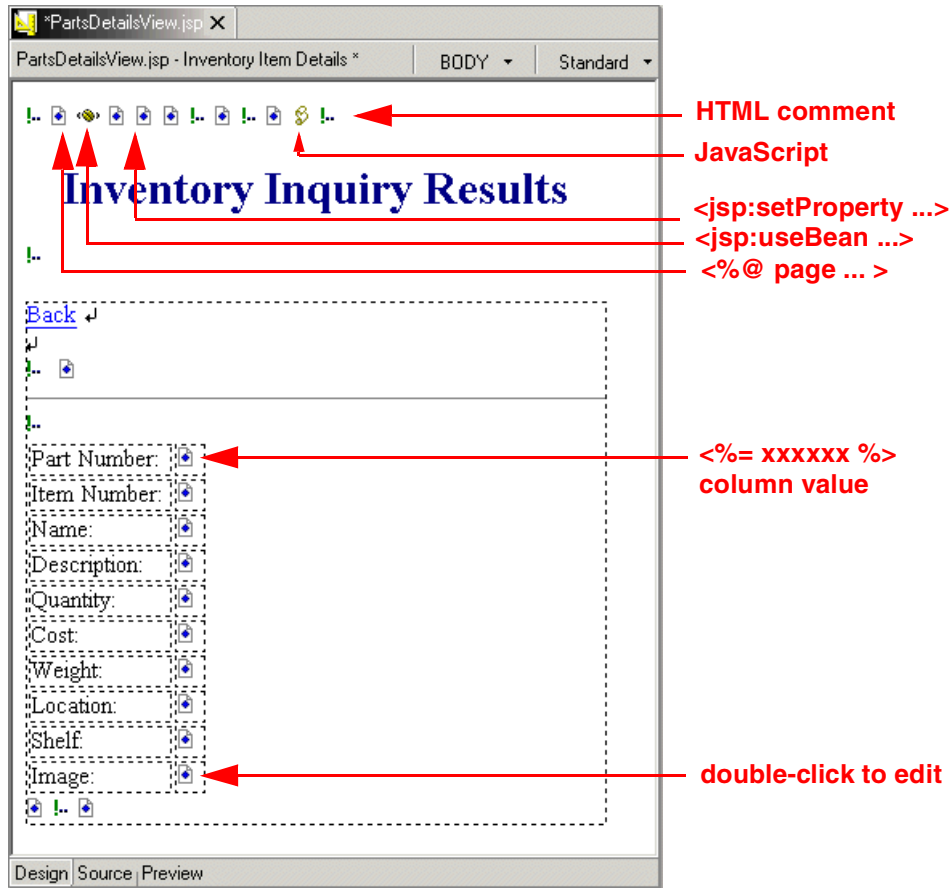 *PartsDetailsView.jsp X
PartsDetailsView.jsp - Inventory Item Details *
BODY
Standard
HTML comment
JavaScript
Inventory Inquiry Results
<jsp:setProperty ...>
<jsp:useBean ...>
<%@ page ... >
Back
Part Number:
<%= xxxxxx %>
column value
Item Number:
Name:
Description:
Quantity:
Cost:
Weight:
Location:
Shelf:
Image:
double-click to edit
Design Source Preview